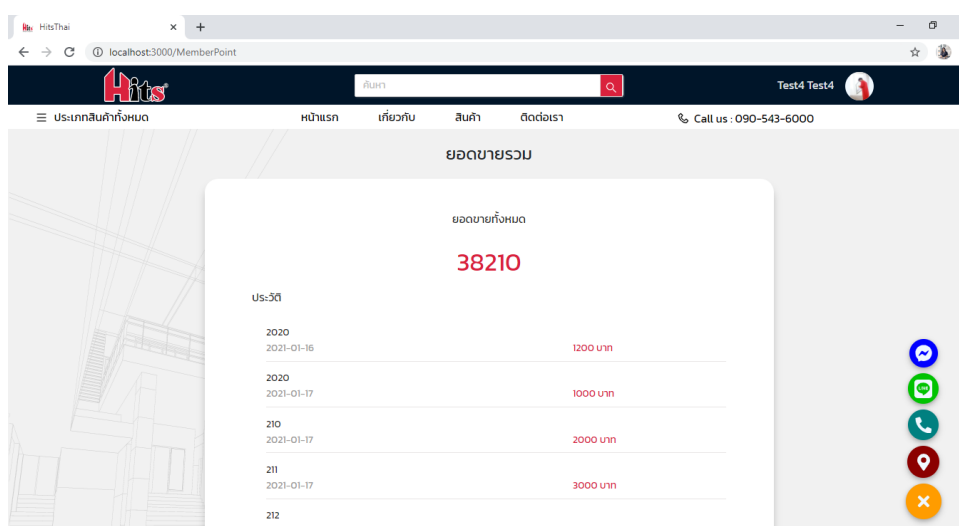 HitsThai
localhost:3000/MemberPoint
Hits
ค้นหา
Test4 Test4
ประเภทสินค้าทั้งหมด
หน้าแรก
เกี่ยวกับ
สินค้า
ติดต่อเรา
Call us : 090-543-6000
ยอดขายรวม
ยอดขายทั้งหมด
38210
ประวัติ
2020
2021-01-16
1200 บาท
2020
2021-01-17
1000 บาท
210
2021-01-17
2000 บาท
211
2021-01-17
3000 บาท
212
LINE